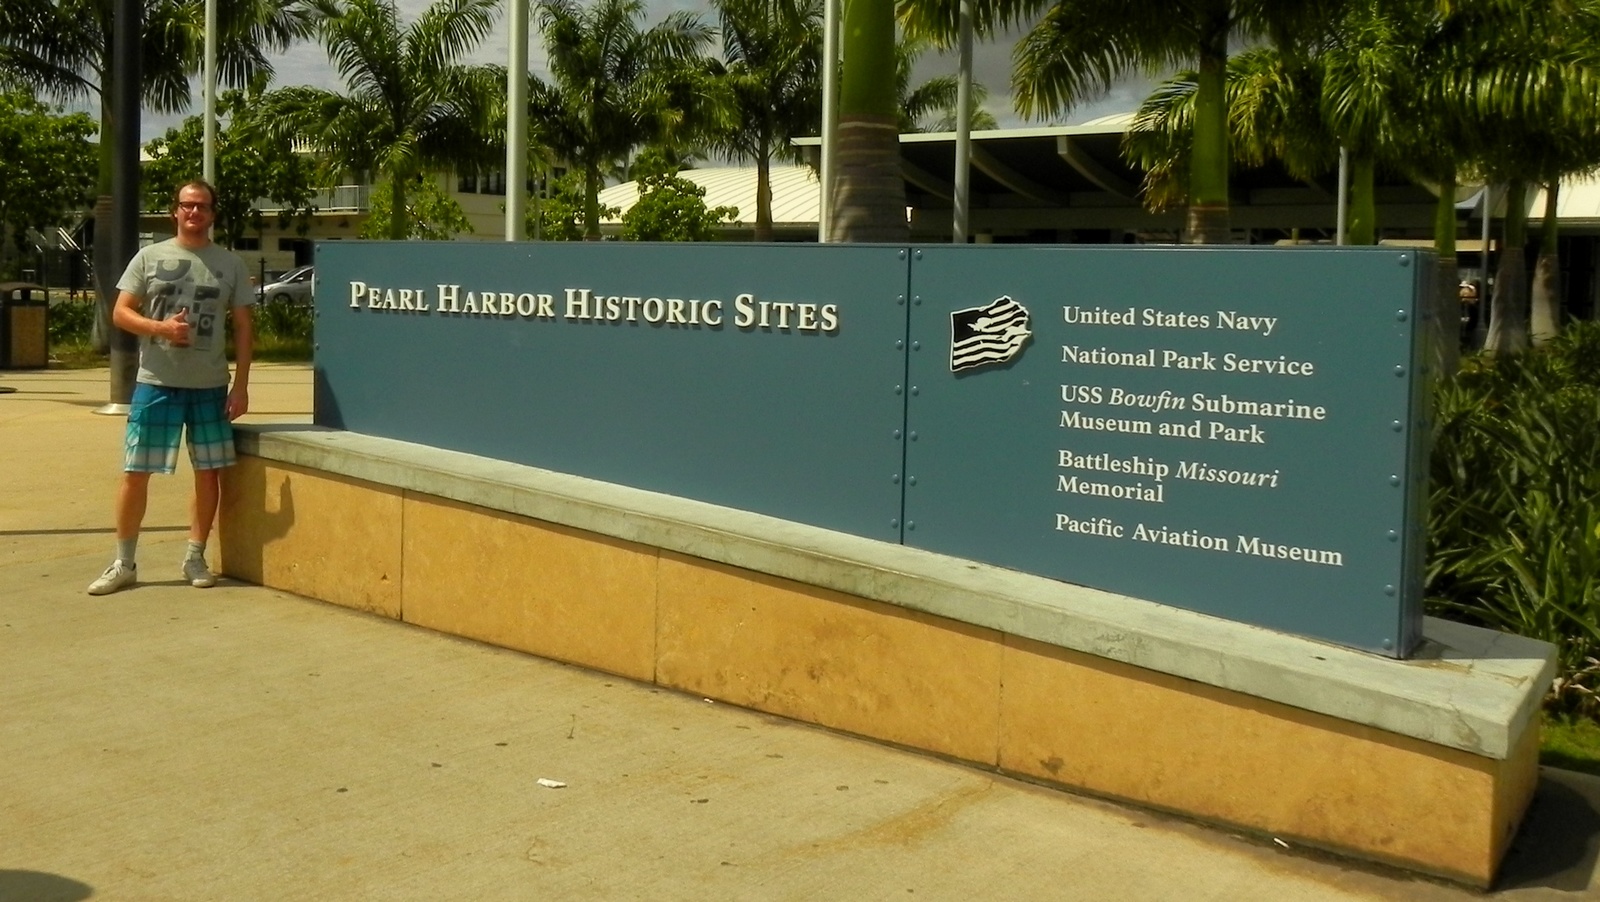 Pearl Harbor Historic Sites
United States Navy
National Park Service
USS Bowfin Submarine
Museum and Park
Battleship Missouri
Memorial
Pacific Aviation Museum